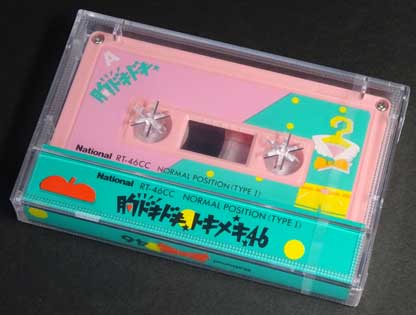 A
胸ドキドキ
National RT-46CC NORMAL POSITION (TYPE I)
National RT-46CC NORMAL POSITION (TYPE I)
胸ドキドキ、トキメキ46